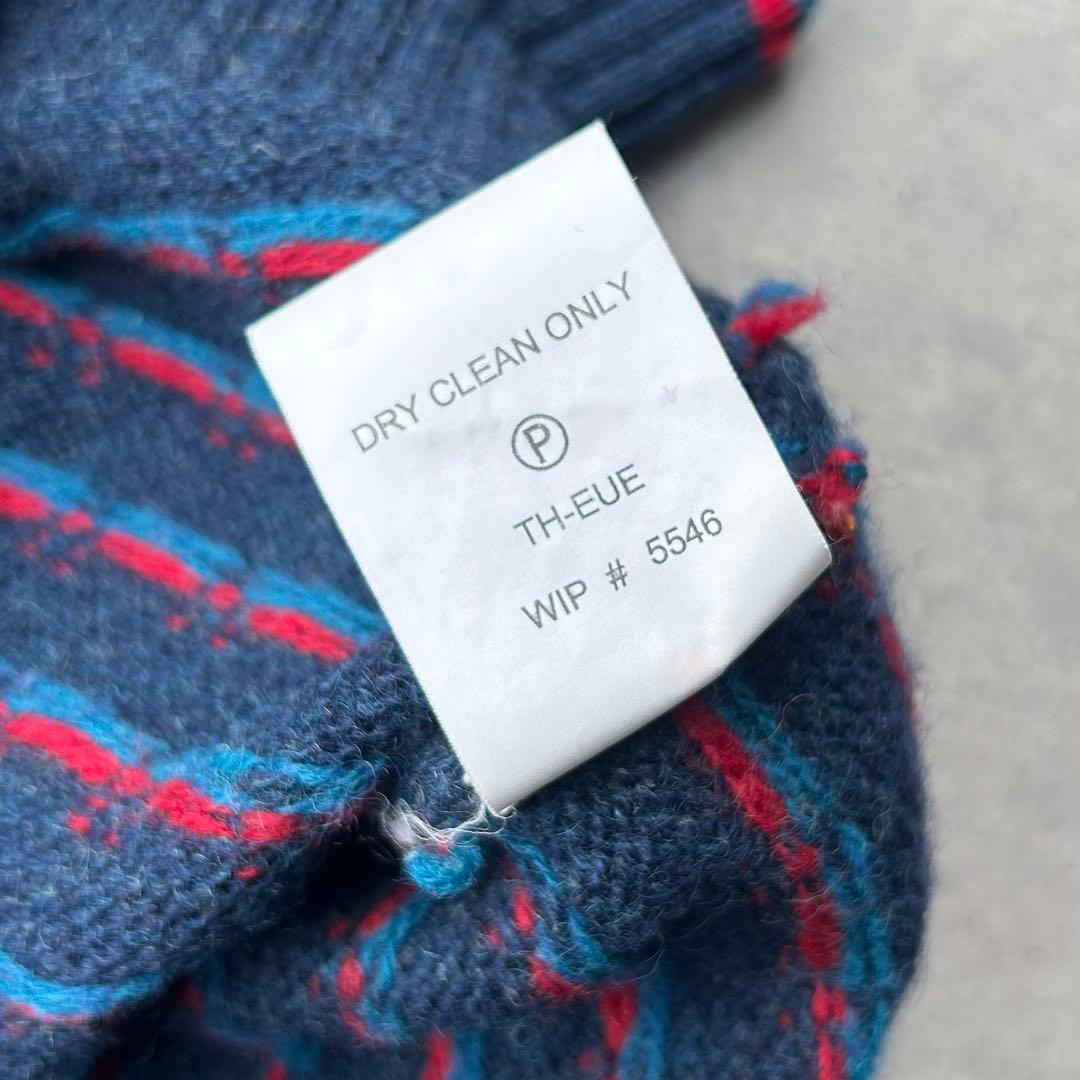 DRY CLEAN ONLY
P
TH-EUE
WIP # 5546